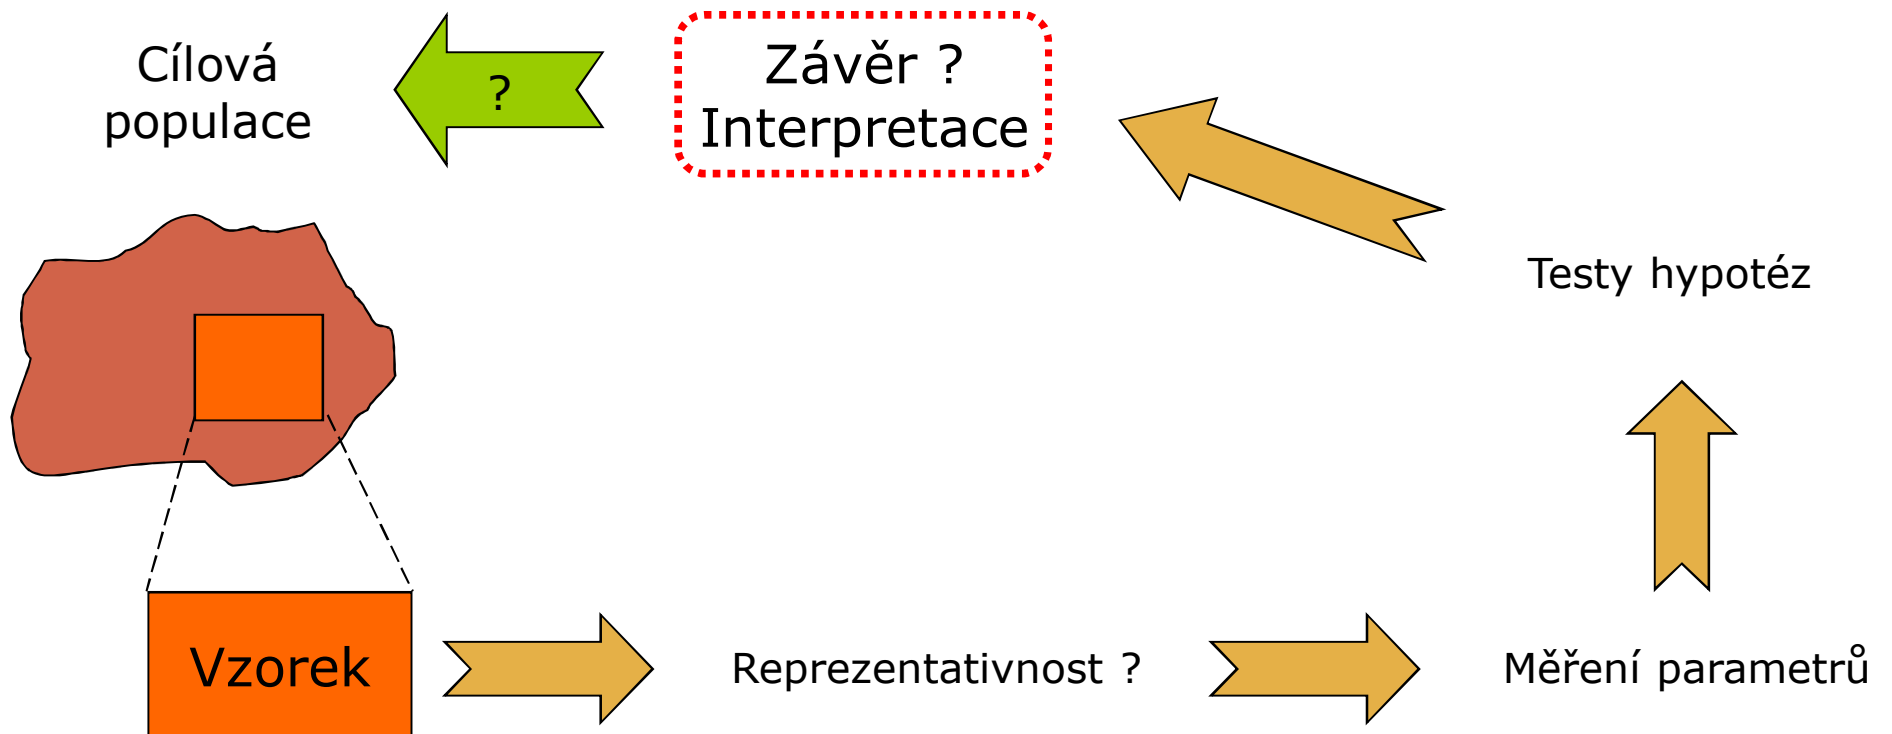 Cílová
populace
?
Závěr ?
Interpretace
Testy hypotéz
Vzorek
Reprezentativnost ?
Měření parametrů